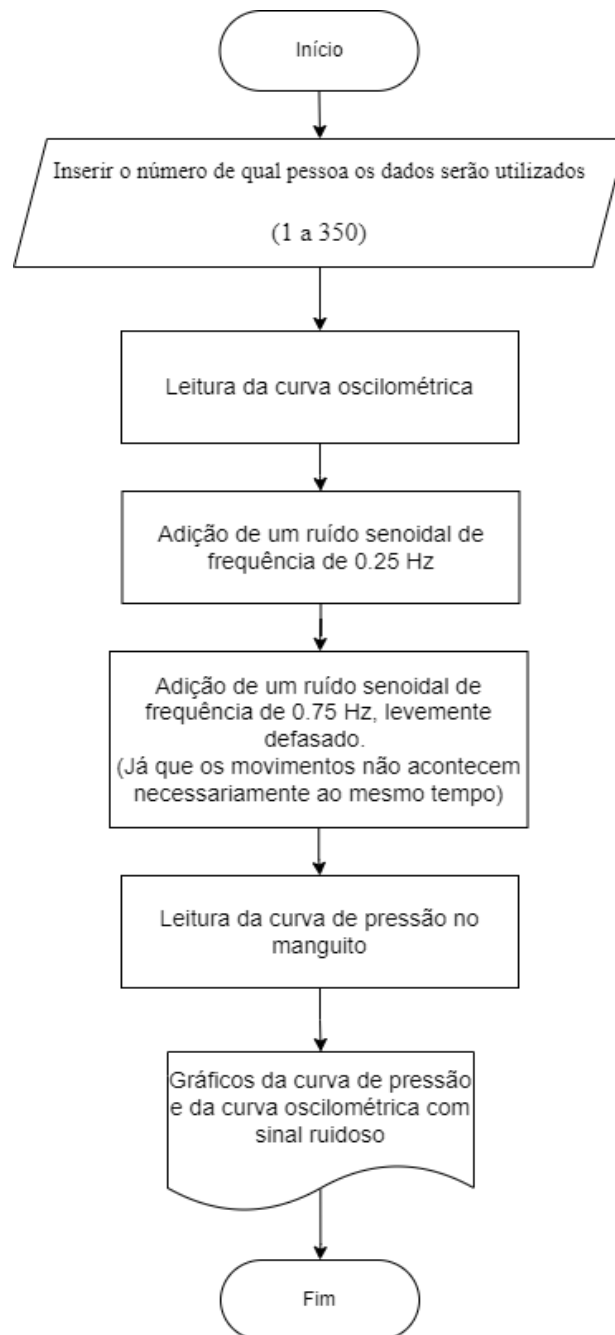 Início
Inserir o número de qual pessoa os dados serão utilizados
(1 a 350)
Leitura da curva oscilométrica
Adição de um ruído senoidal de
frequência de 0.25 Hz
Adição de um ruído senoidal de
frequência de 0.75 Hz, levemente
defasado.
(Já que os movimentos não acontecem
necessariamente ao mesmo tempo)
Leitura da curva de pressão no
manguito
Gráficos da curva de pressão
e da curva oscilométrica com
sinal ruidoso
Fim